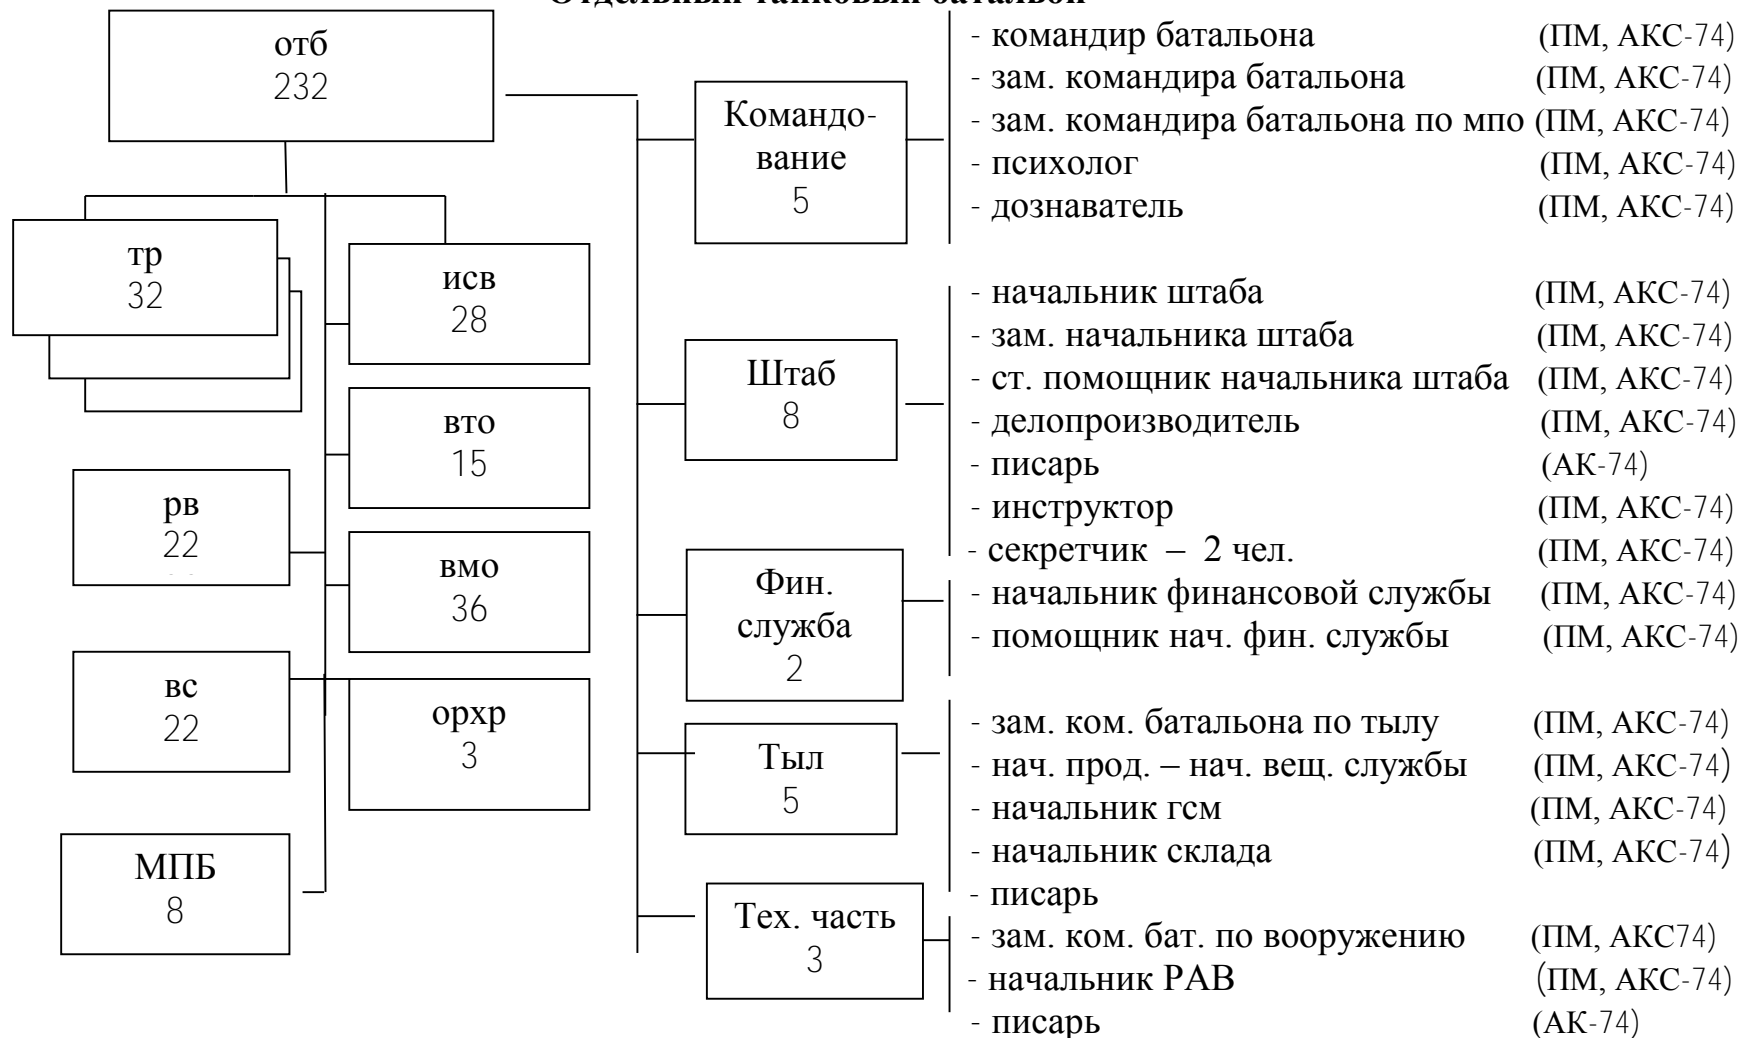 Отдельный танковый батальон
отб
232
тр
32
исв
28
вто
15
рв
22
вмо
36
вс
22
орхр
3
МПБ
8
Командо-
вание
5
- командир батальона (ПМ, АКС-74)
- зам. командира батальона (ПМ, АКС-74)
- зам. командира батальона по мпо (ПМ, АКС-74)
- психолог (ПМ, АКС-74)
- дознаватель (ПМ, АКС-74)
Штаб
8
- начальник штаба (ПМ, АКС-74)
- зам. начальника штаба (ПМ, АКС-74)
- ст. помощник начальника штаба (ПМ, АКС-74)
- делопроизводитель (ПМ, АКС-74)
- писарь (АК-74)
- инструктор (ПМ, АКС-74)
- секретчик – 2 чел. (ПМ, АКС-74)
Фин.
служба
2
- начальник финансовой службы (ПМ, АКС-74)
- помощник нач. фин. службы (ПМ, АКС-74)
Тыл
5
- зам. ком. батальона по тылу (ПМ, АКС-74)
- нач. прод. – нач. вещ. службы (ПМ, АКС-74)
- начальник гсм (ПМ, АКС-74)
- начальник склада (ПМ, АКС-74)
- писарь
Тех. часть
3
- зам. ком. бат. по вооружению (ПМ, АКС74)
- начальник РАВ (ПМ, АКС-74)
- писарь (АК-74)